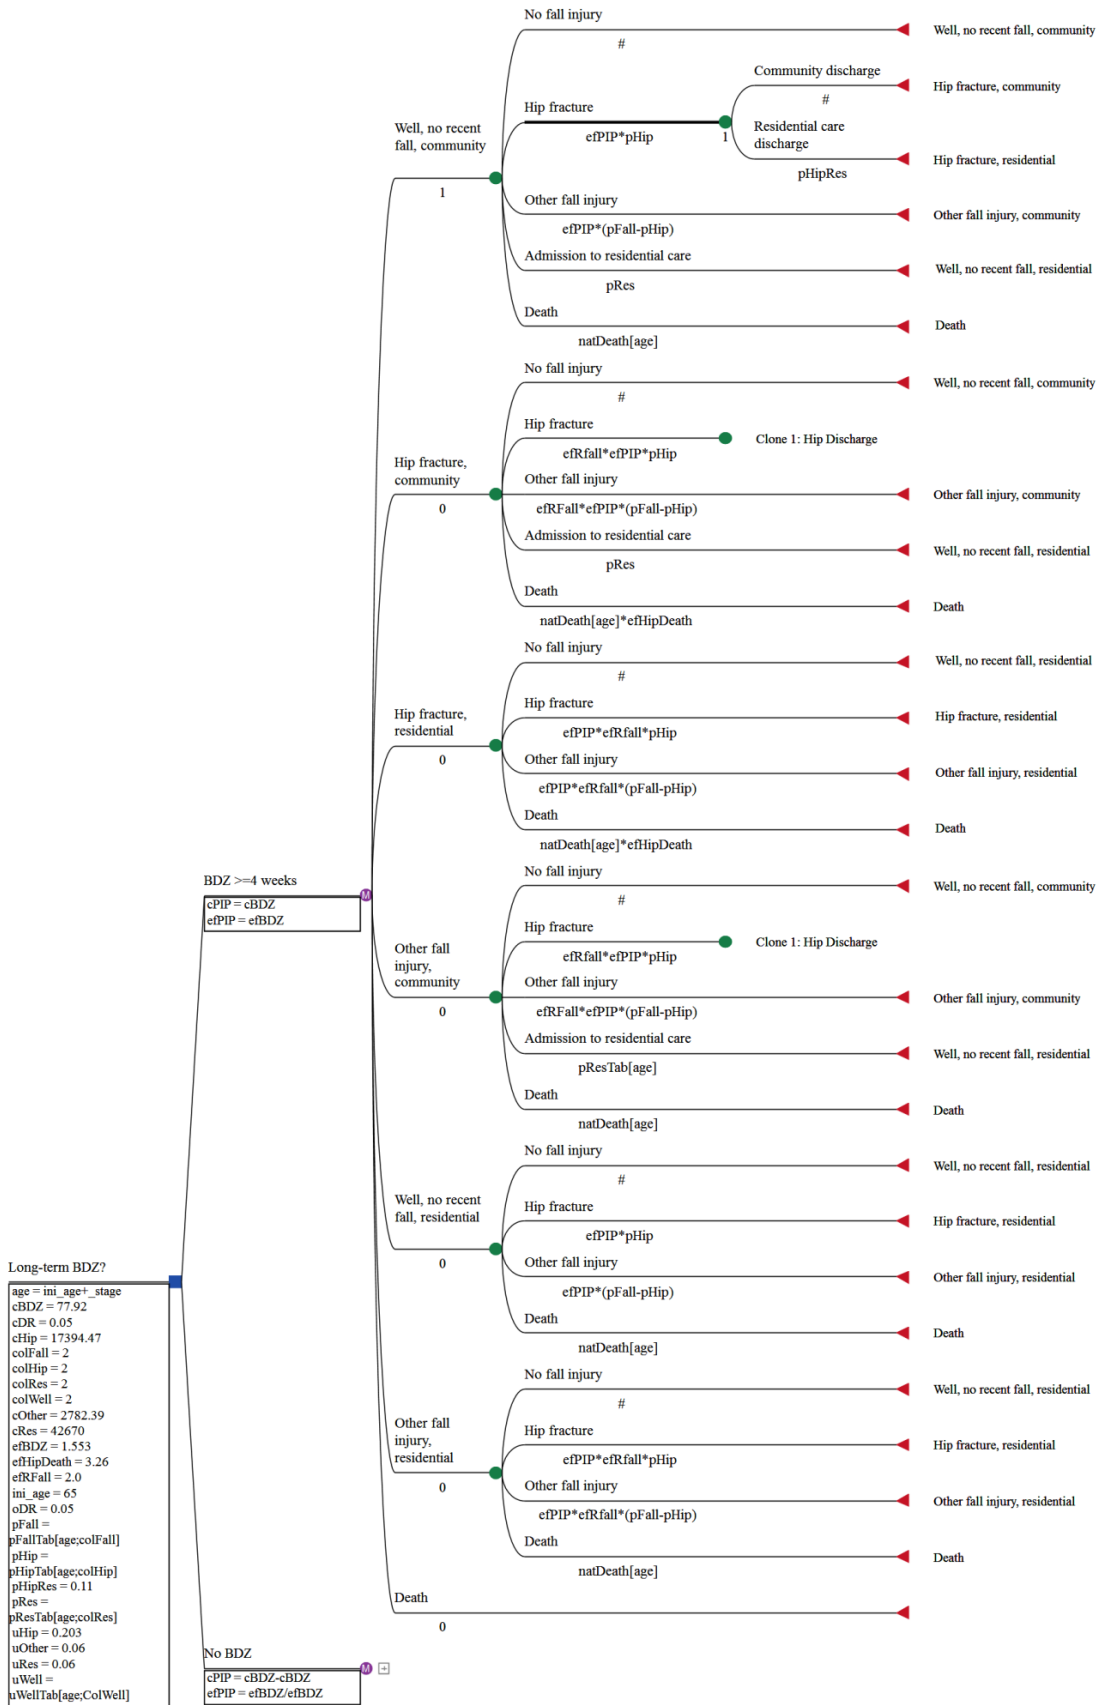 No fall injury
#
Well, no recent fall, community
Community discharge
#
Hip fracture, community
Hip fracture
efPIP*pHip
1
Residential care
discharge
pHipRes
Hip fracture, residential
Well, no recent
fall, community
1
Other fall injury
efPIP*(pFall-pHip)
Other fall injury, community
Admission to residential care
pRes
Well, no recent fall, residential
Death
natDeath[age]
Death
No fall injury
#
Well, no recent fall, community
Hip fracture
efRfall*efPIP*pHip
Clone 1: Hip Discharge
Hip fracture,
community
0
Other fall injury
efRFall*efPIP*(pFall-pHip)
Other fall injury, community
Admission to residential care
pRes
Well, no recent fall, residential
Death
natDeath[age]*efHipDeath
Death
No fall injury
#
Well, no recent fall, residential
Hip fracture
efPIP*efRfall*pHip
Hip fracture, residential
Hip fracture,
residential
0
Other fall injury
efPIP*efRfall*(pFall-pHip)
Other fall injury, residential
Death
natDeath[age]*efHipDeath
Death
BDZ >=4 weeks
M
cPIP = cBDZ
efPIP = efBDZ
No fall injury
#
Well, no recent fall, community
Hip fracture
efRfall*efPIP*pHip
Clone 1: Hip Discharge
Other fall
injury,
community
0
Other fall injury
efRFall*efPIP*(pFall-pHip)
Other fall injury, community
Admission to residential care
pResTab[age]
Well, no recent fall, residential
Death
natDeath[age]
Death
No fall injury
#
Well, no recent fall, residential
Well, no recent
fall, residential
0
Hip fracture
efPIP*pHip
Hip fracture, residential
Other fall injury
efPIP*(pFall-pHip)
Other fall injury, residential
Death
natDeath[age]
Death
Long-term BDZ?
age = ini_age+_stage
cBDZ = 77.92
cDR = 0.05
cHip = 17394.47
colFall = 2
colHip = 2
colRes = 2
colWell = 2
cOther = 2782.39
cRes = 42670
efBDZ = 1.553
efHipDeath = 3.26
efRFall = 2.0
ini_age = 65
oDR = 0.05
pFall =
pFallTab[age;colFall]
pHip =
pHipTab[age;colHip]
pHipRes = 0.11
pRes =
pResTab[age;colRes]
uHip = 0.203
uOther = 0.06
uRes = 0.06
uWell =
uWellTab[age;ColWell]
No fall injury
#
Well, no recent fall, residential
Other fall
injury,
residential
0
Hip fracture
efPIP*efRfall*pHip
Hip fracture, residential
Other fall injury
efPIP*efRfall*(pFall-pHip)
Other fall injury, residential
Death
natDeath[age]
Death
Death
0
No BDZ
M
+
cPIP = cBDZ-cBDZ
efPIP = efBDZ/efBDZ